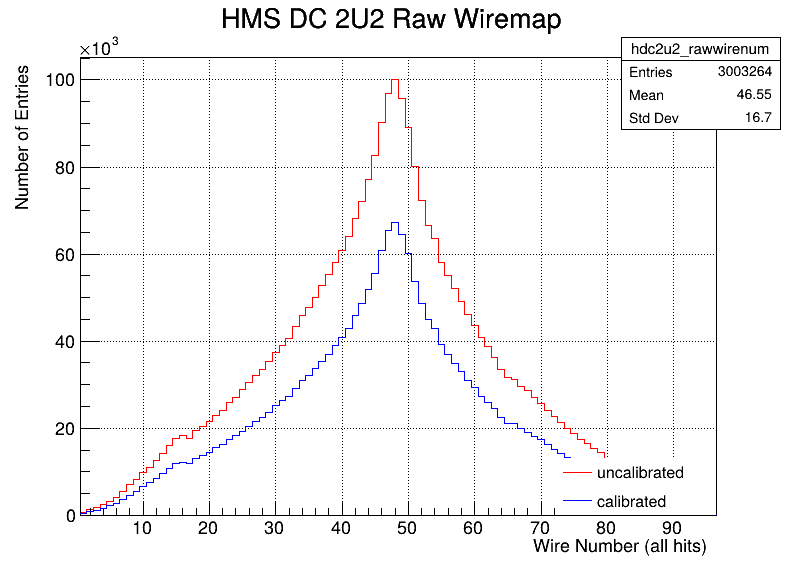 HMS DC 2U2 Raw Wiremap
×10³
hdc2u2_rawwirenum
Entries 3003264
Mean 46.55
Std Dev 16.7
Number of Entries
100
80
60
40
20
0
uncalibrated
calibrated
10 20 30 40 50 60 70 80 90
Wire Number (all hits)